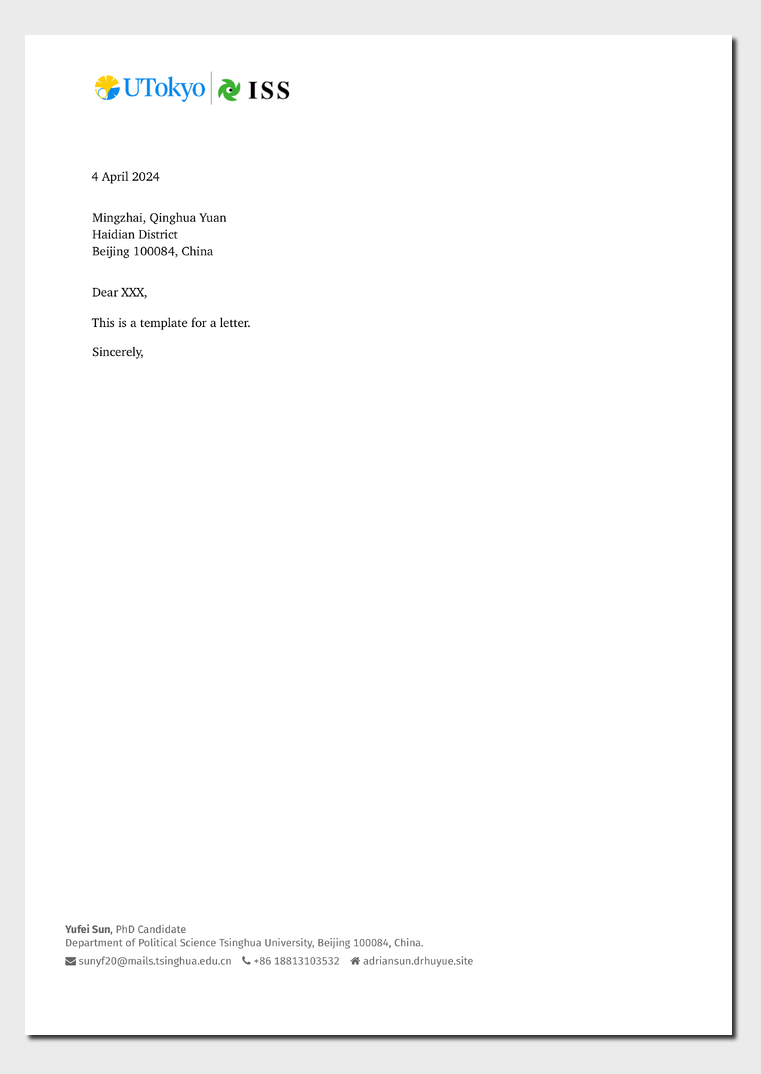 UTokyo ISS
4 April 2024
Mingzhai, Qinghua Yuan
Haidian District
Beijing 100084, China
Dear XXX,
This is a template for a letter.
Sincerely,
Yufei Sun, PhD Candidate
Department of Political Science Tsinghua University, Beijing 100084, China.
sunyf20@mails.tsinghua.edu.cn +86 18813103532 adriansun.drhuyue.site